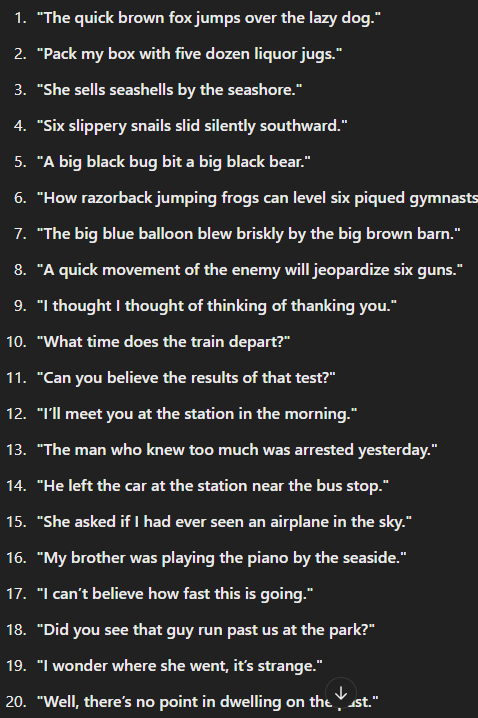 1. "The quick brown fox jumps over the lazy dog."
2. "Pack my box with five dozen liquor jugs."
3. "She sells seashells by the seashore."
4. "Six slippery snails slid silently southward."
5. "A big black bug bit a big black bear."
6. "How razorback jumping frogs can level six piqued gymnasts
7. "The big blue balloon blew briskly by the big brown barn."
8. "A quick movement of the enemy will jeopardize six guns."
9. "I thought I thought of thinking of thanking you."
10. "What time does the train depart?"
11. "Can you believe the results of that test?"
12. "I’ll meet you at the station in the morning."
13. "The man who knew too much was arrested yesterday."
14. "He left the car at the station near the bus stop."
15. "She asked if I had ever seen an airplane in the sky."
16. "My brother was playing the piano by the seaside."
17. "I can’t believe how fast this is going."
18. "Did you see that guy run past us at the park?"
19. "I wonder where she went, it’s strange."
20. "Well, there’s no point in dwelling on the past."